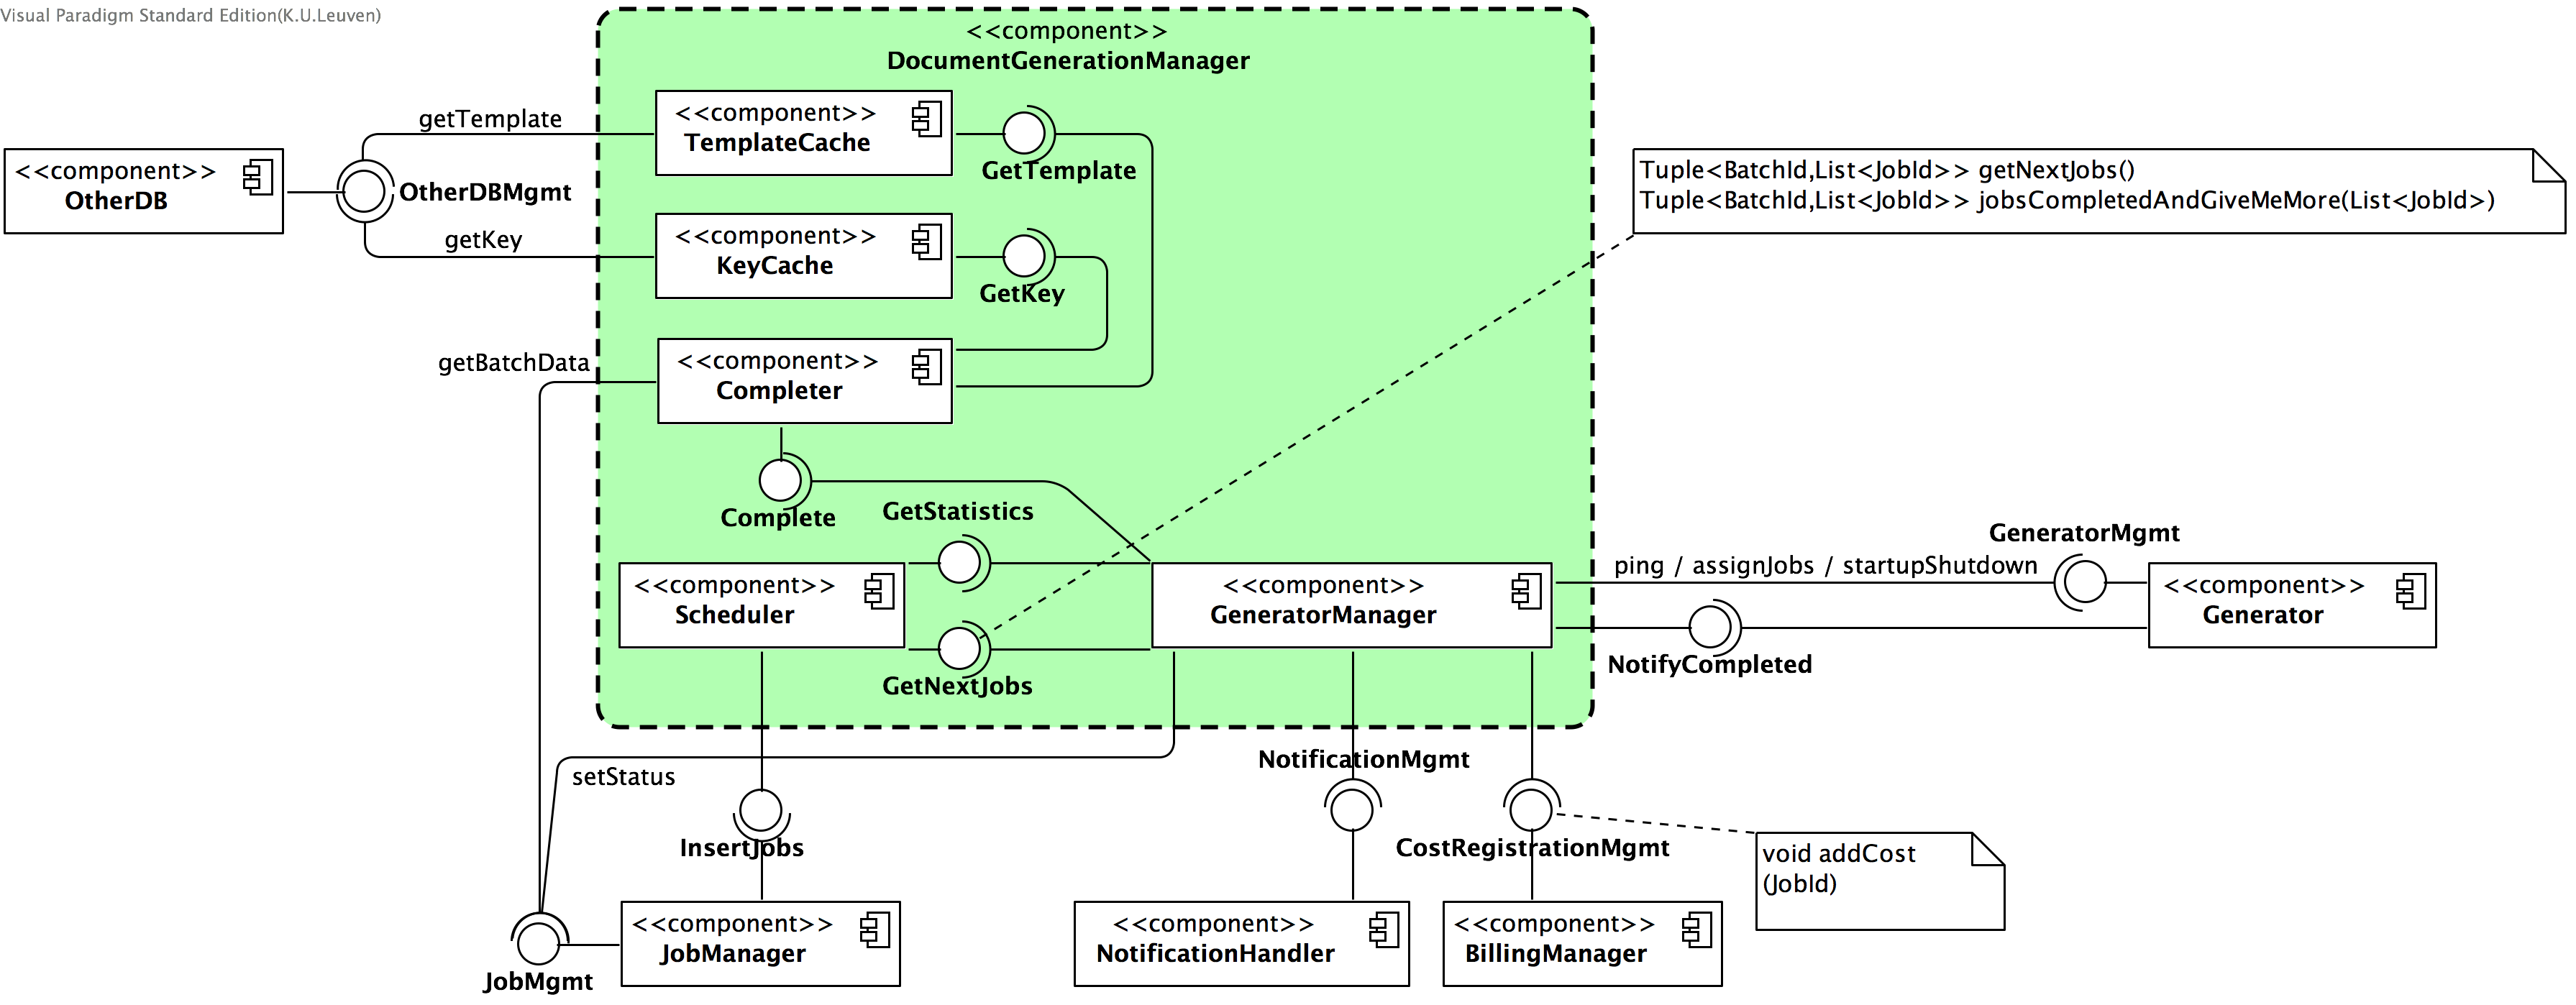 Visual Paradigm Standard Edition(K.U.Leuven)
<<component>>
DocumentGenerationManager
<<component>>
TemplateCache
getTemplate
GetTemplate
<<component>>
OtherDB
OtherDBMgmt
getKey
<<component>>
KeyCache
GetKey
Tuple<BatchId,List<JobId>> getNextJobs()
Tuple<BatchId,List<JobId>> jobsCompletedAndGiveMeMore(List<JobId>)
getBatchData
<<component>>
Completer
Complete
GetStatistics
<<component>>
Scheduler
GetNextJobs
<<component>>
GeneratorManager
ping / assignJobs / startupShutdown
GeneratorMgmt
<<component>>
Generator
NotifyCompleted
setStatus
NotificationMgmt
InsertJobs
CostRegistrationMgmt
void addCost
(JobId)
JobMgmt
<<component>>
JobManager
<<component>>
NotificationHandler
<<component>>
BillingManager